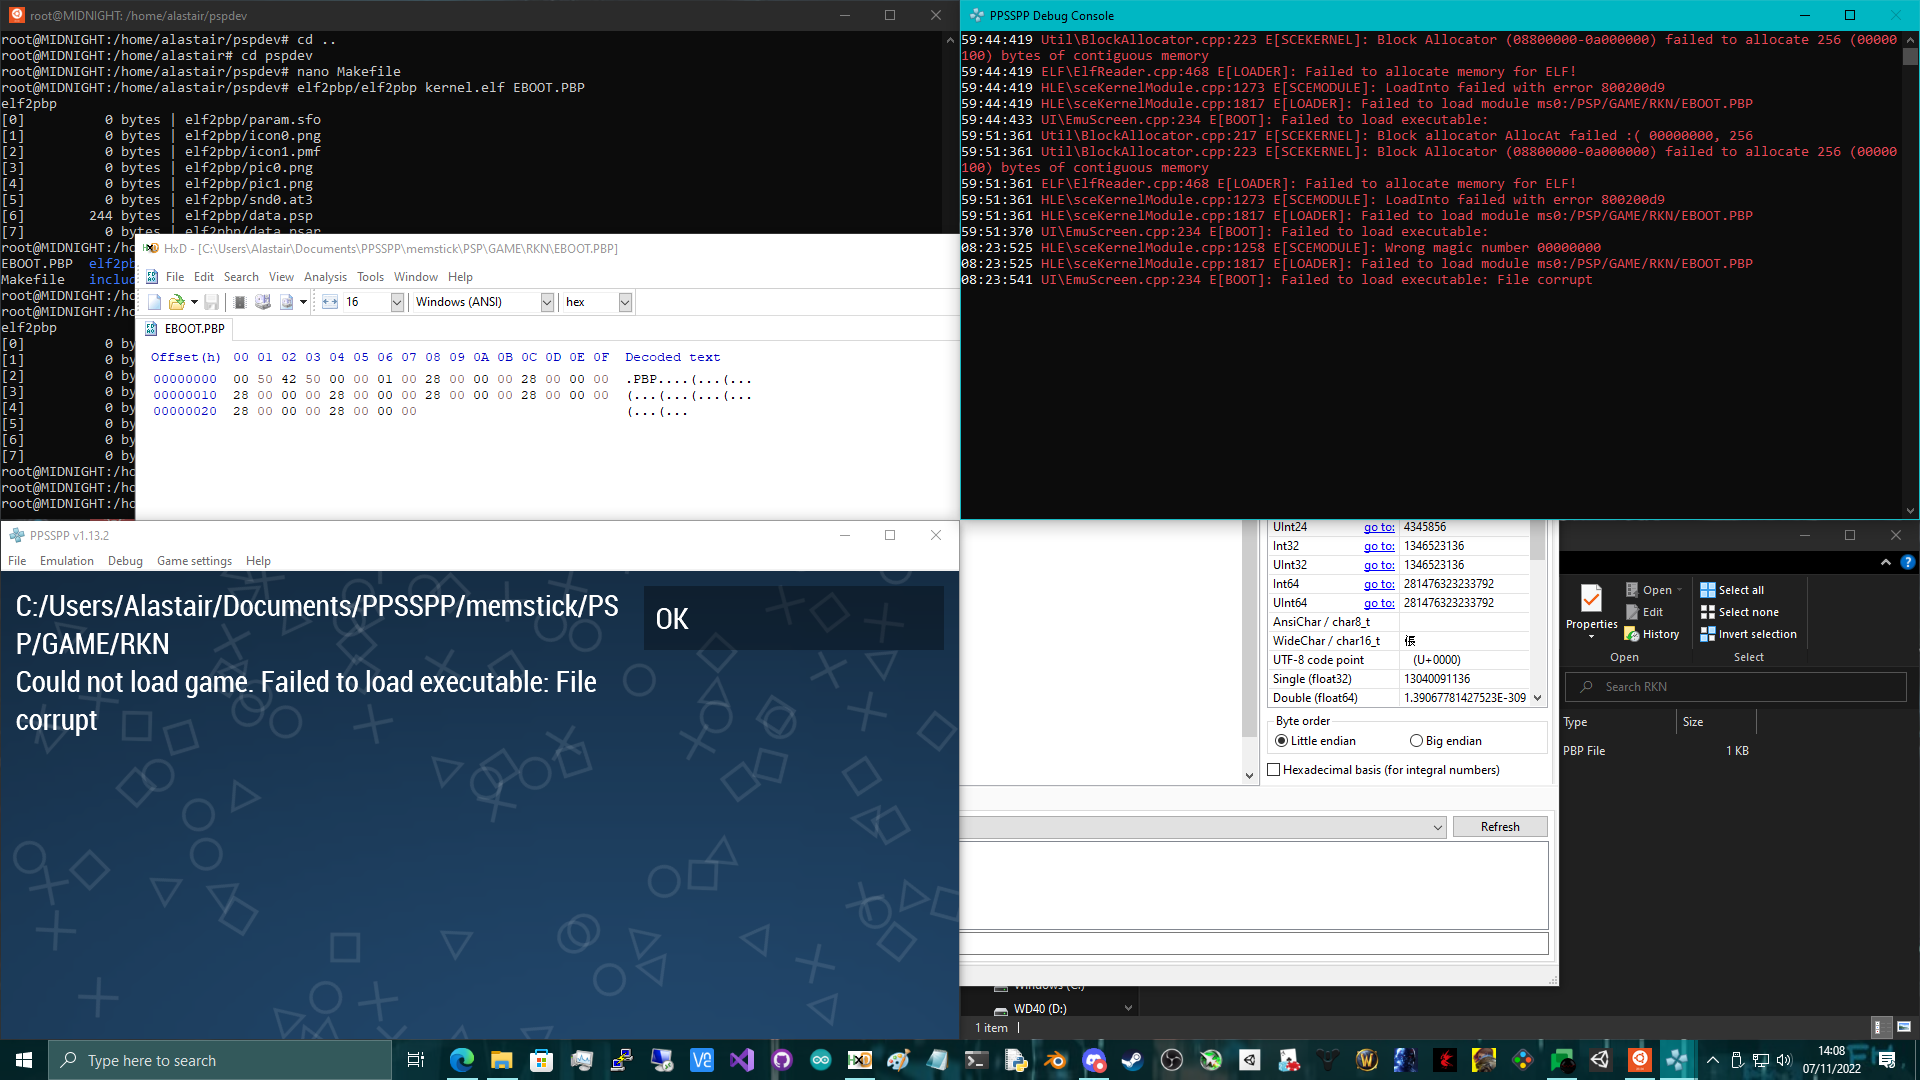 root@MIDNIGHT: /home/alastair/pspdev
root@MIDNIGHT:/home/alastair/pspdev# cd ..
root@MIDNIGHT:/home/alastair# cd pspdev
root@MIDNIGHT:/home/alastair/pspdev# nano Makefile
root@MIDNIGHT:/home/alastair/pspdev# elf2pbp/elf2pbp kernel.elf EBOOT.PBP
elf2pbp
[0] 0 bytes | elf2pbp/param.sfo
[1] 0 bytes | elf2pbp/icon0.png
[2] 0 bytes | elf2pbp/icon1.pmf
[3] 0 bytes | elf2pbp/pic0.png
[4] 0 bytes | elf2pbp/pic1.png
[5] 0 bytes | elf2pbp/snd0.at3
[6] 244 bytes | elf2pbp/data.psp
[7] 0 bytes | elf2pbp/data.psar
root@MIDNIGHT:/ho
EBOOT.PBP elf2pb
Makefile inclu
root@MIDNIGHT:/ho
root@MIDNIGHT:/ho
elf2pbp
[0] 0 by
[1] 0 by
[2] 0 by
[3] 0 by
[4] 0 by
[5] 0 by
[6] 0 by
[7] 0 by
root@MIDNIGHT:/ho
root@MIDNIGHT:/ho
root@MIDNIGHT:/ho
HxD - [C:\Users\Alastair\Documents\PPSSPP\memstick\PSP\GAME\RKN\EBOOT.PBP]
File Edit Search View Analysis Tools Window Help
16 Windows (ANSI) hex
EBOOT.PBP
Offset(h) 00 01 02 03 04 05 06 07 08 09 0A 0B 0C 0D 0E 0F Decoded text
00000000 00 50 42 50 00 00 01 00 28 00 00 00 28 00 00 00 .PBP....(...(...
00000010 28 00 00 00 28 00 00 00 28 00 00 00 28 00 00 00 (...(...(...(...
00000020 28 00 00 00 28 00 00 00 (...(...
PPSSPP Debug Console
59:44:419 Util\BlockAllocator.cpp:223 E[SCEKERNEL]: Block Allocator (08800000-0a000000) failed to allocate 256 (00000
100) bytes of contiguous memory
59:44:419 ELF\ElfReader.cpp:468 E[LOADER]: Failed to allocate memory for ELF!
59:44:419 HLE\sceKernelModule.cpp:1273 E[SCEMODULE]: LoadInto failed with error 800200d9
59:44:419 HLE\sceKernelModule.cpp:1817 E[LOADER]: Failed to load module ms0:/PSP/GAME/RKN/EBOOT.PBP
59:44:433 UI\EmuScreen.cpp:234 E[BOOT]: Failed to load executable:
59:51:361 Util\BlockAllocator.cpp:217 E[SCEKERNEL]: Block allocator AllocAt failed :( 00000000, 256
59:51:361 Util\BlockAllocator.cpp:223 E[SCEKERNEL]: Block Allocator (08800000-0a000000) failed to allocate 256 (00000
100) bytes of contiguous memory
59:51:361 ELF\ElfReader.cpp:468 E[LOADER]: Failed to allocate memory for ELF!
59:51:361 HLE\sceKernelModule.cpp:1273 E[SCEMODULE]: LoadInto failed with error 800200d9
59:51:361 HLE\sceKernelModule.cpp:1817 E[LOADER]: Failed to load module ms0:/PSP/GAME/RKN/EBOOT.PBP
59:51:370 UI\EmuScreen.cpp:234 E[BOOT]: Failed to load executable:
08:23:525 HLE\sceKernelModule.cpp:1258 E[SCEMODULE]: Wrong magic number 00000000
08:23:525 HLE\sceKernelModule.cpp:1817 E[LOADER]: Failed to load module ms0:/PSP/GAME/RKN/EBOOT.PBP
08:23:541 UI\EmuScreen.cpp:234 E[BOOT]: Failed to load executable: File corrupt
PPSSPP v1.13.2
File Emulation Debug Game settings Help
C:/Users/Alastair/Documents/PPSSPP/memstick/PS
P/GAME/RKN
Could not load game. Failed to load executable: File
corrupt
OK
UInt24 go to: 4345856
Int32 go to: 1346523136
UInt32 go to: 1346523136
Int64 go to: 281476323233792
UInt64 go to: 281476323233792
AnsiChar / char8_t
WideChar / char16_t
UTF-8 code point (U+0000)
Single (float32) 13040091136
Double (float64) 1.39067781427523E-309
Byte order
Little endian Big endian
Hexadecimal basis (for integral numbers)
Refresh
Properties
Open
Edit
History
Open
Select all
Select none
Invert selection
Select
Search RKN
Type Size
PBP File 1 KB
Windows (C:)
WD40 (D:)
1 item
Type here to search
14:08
07/11/2022